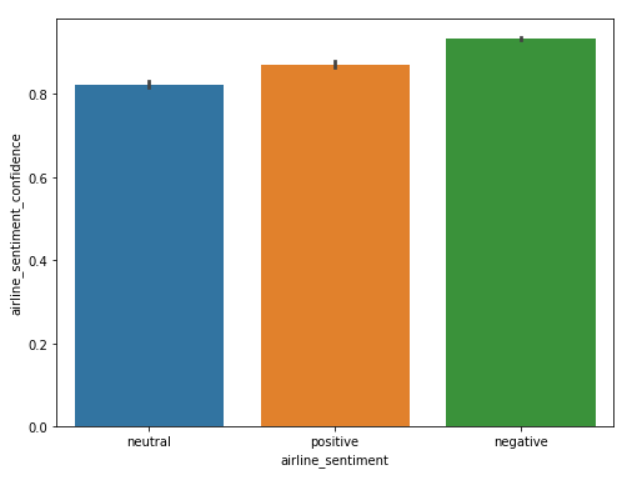 0.8
0.6
0.4
0.2
0.0
airline_sentiment_confidence
neutral positive negative
airline_sentiment